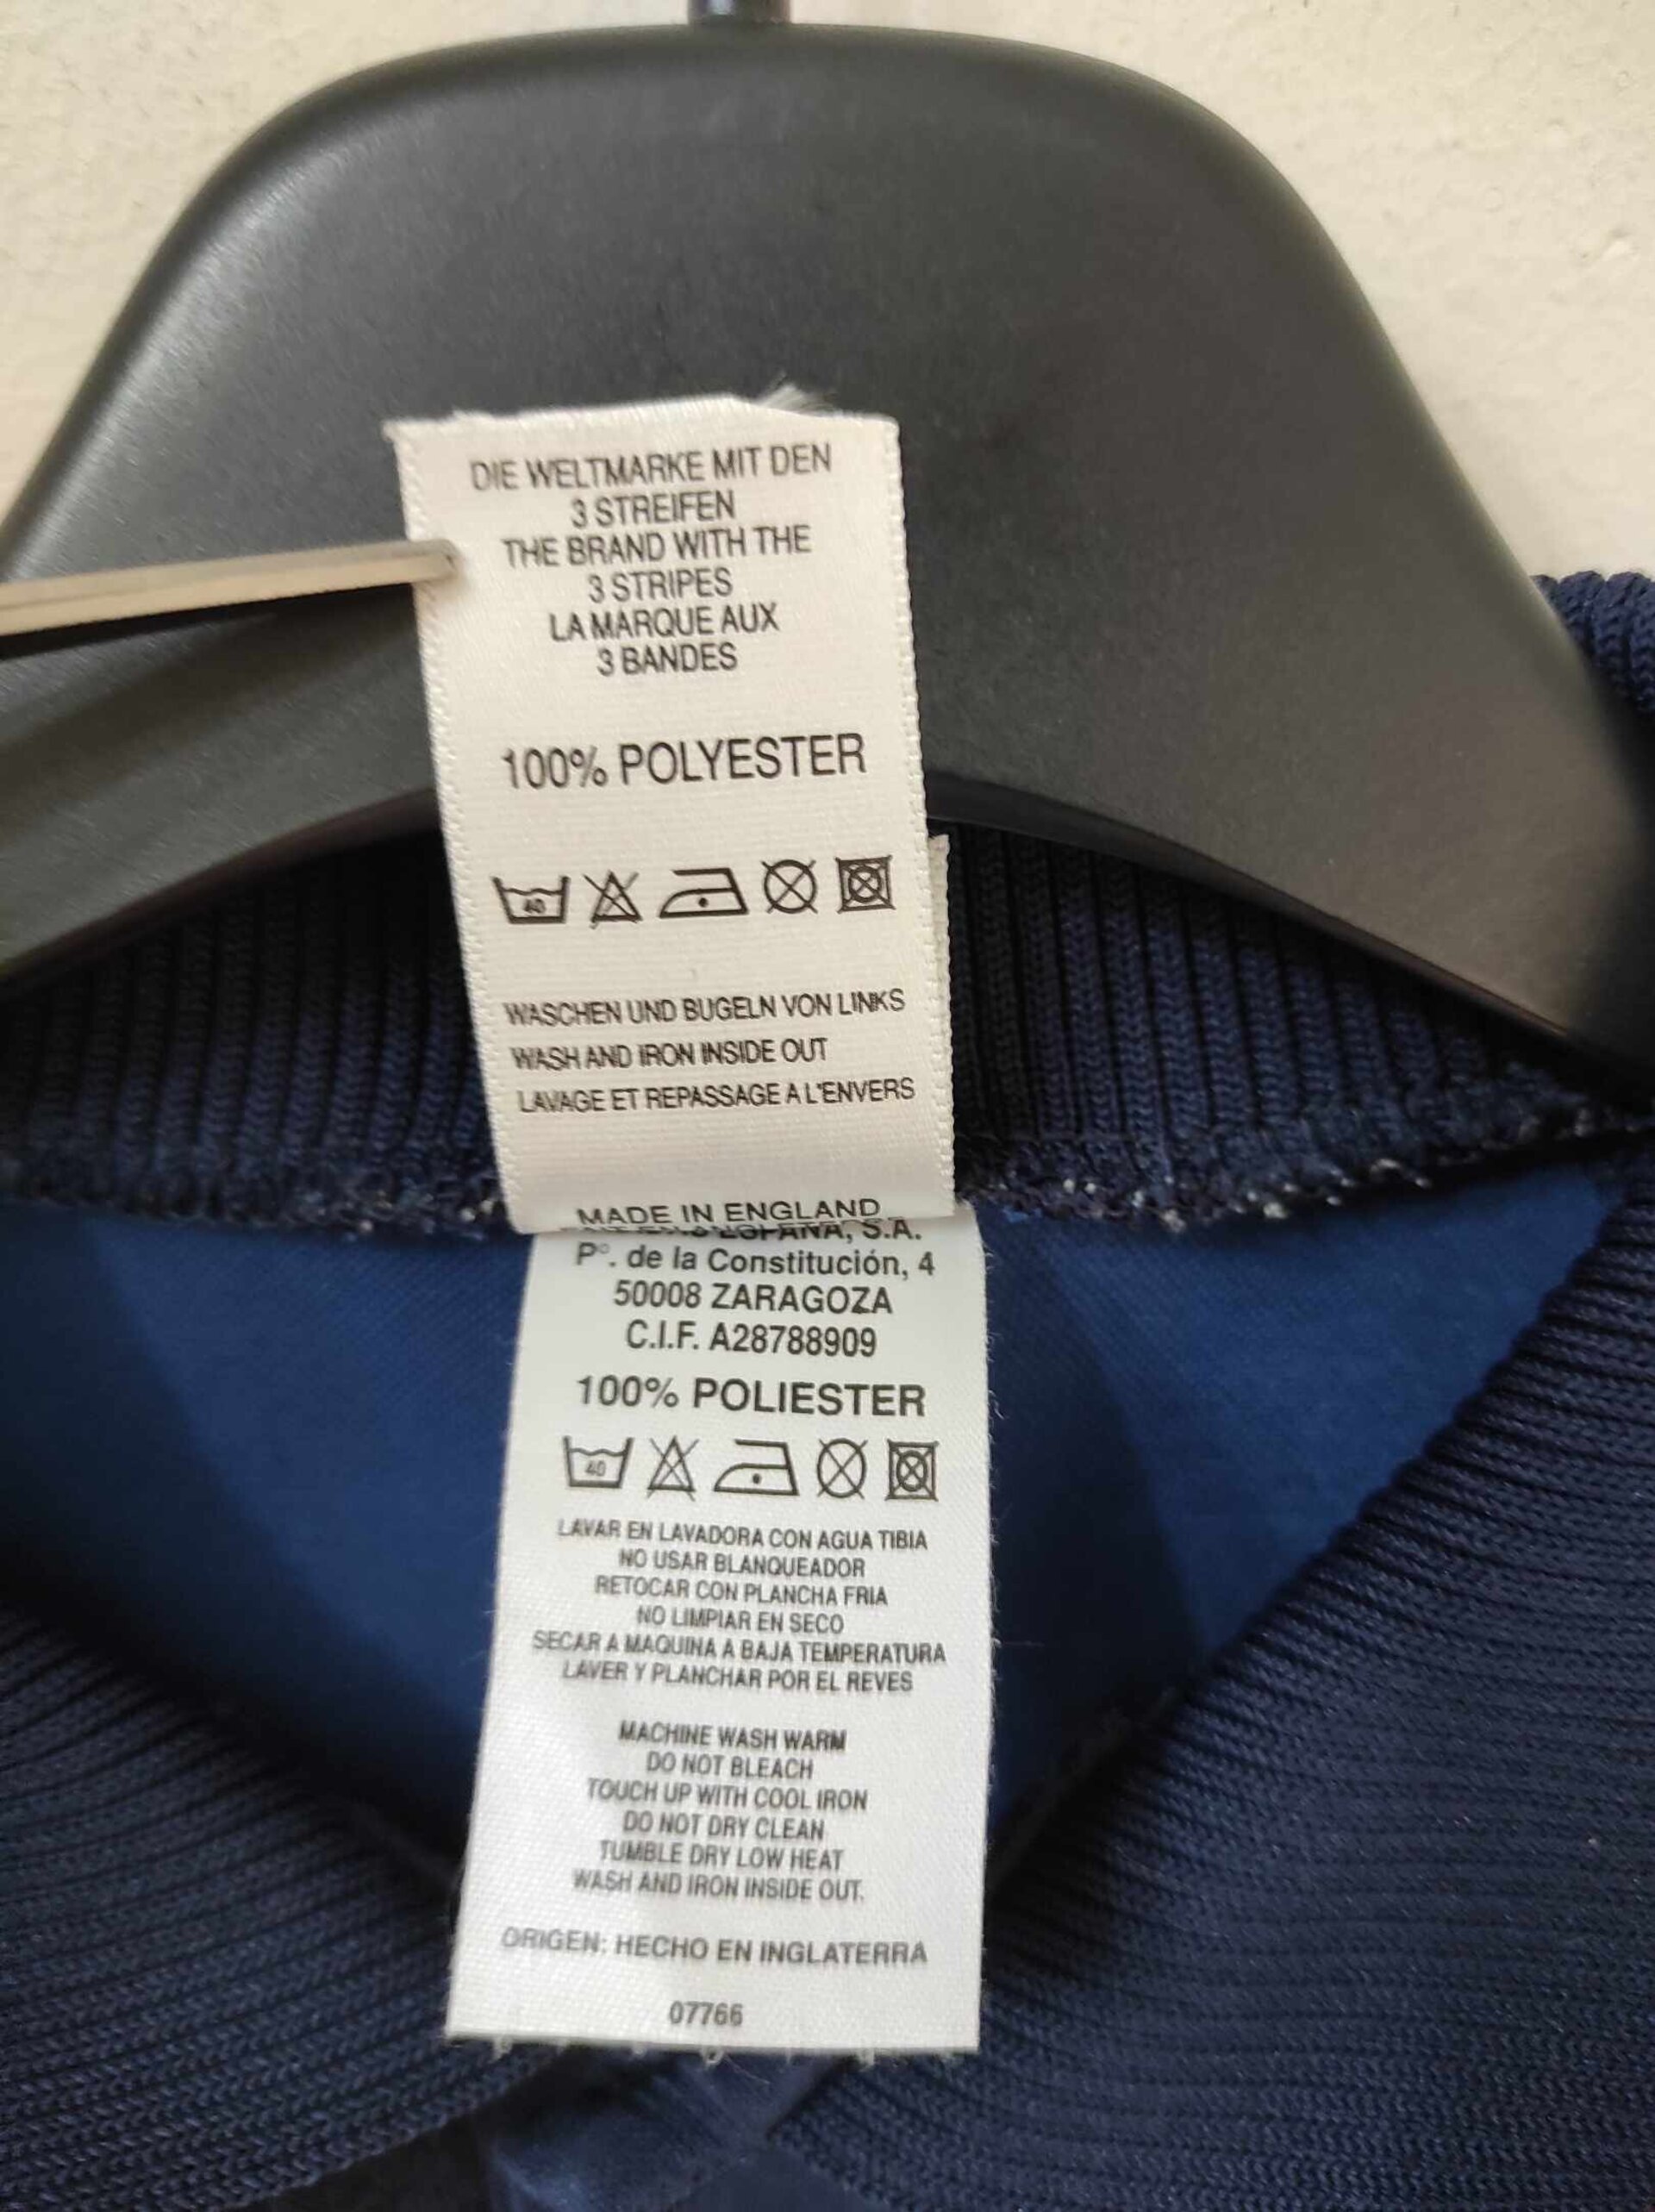 DIE WELTMARKE MIT DEN
3 STREIFEN
THE BRAND WITH THE
3 STRIPES
LA MARQUE AUX
3 BANDES
100% POLYESTER
40
WASCHEN UND BUGELN VON LINKS
WASH AND IRON INSIDE OUT
LAVAGE ET REPASSAGE A L'ENVERS
MADE IN ENGLAND
ESPAÑA, S.A.
Pº. de la Constitución, 4
50008 ZARAGOZA
C.I.F. A28788909
100% POLIESTER
40
LAVAR EN LAVADORA CON AGUA TIBIA
NO USAR BLANQUEADOR
RETOCAR CON PLANCHA FRIA
NO LIMPIAR EN SECO
SECAR A MAQUINA A BAJA TEMPERATURA
LAVER Y PLANCHAR POR EL REVES
MACHINE WASH WARM
DO NOT BLEACH
TOUCH UP WITH COOL IRON
DO NOT DRY CLEAN
TUMBLE DRY LOW HEAT
WASH AND IRON INSIDE OUT.
ORIGEN: HECHO EN INGLATERRA
07766